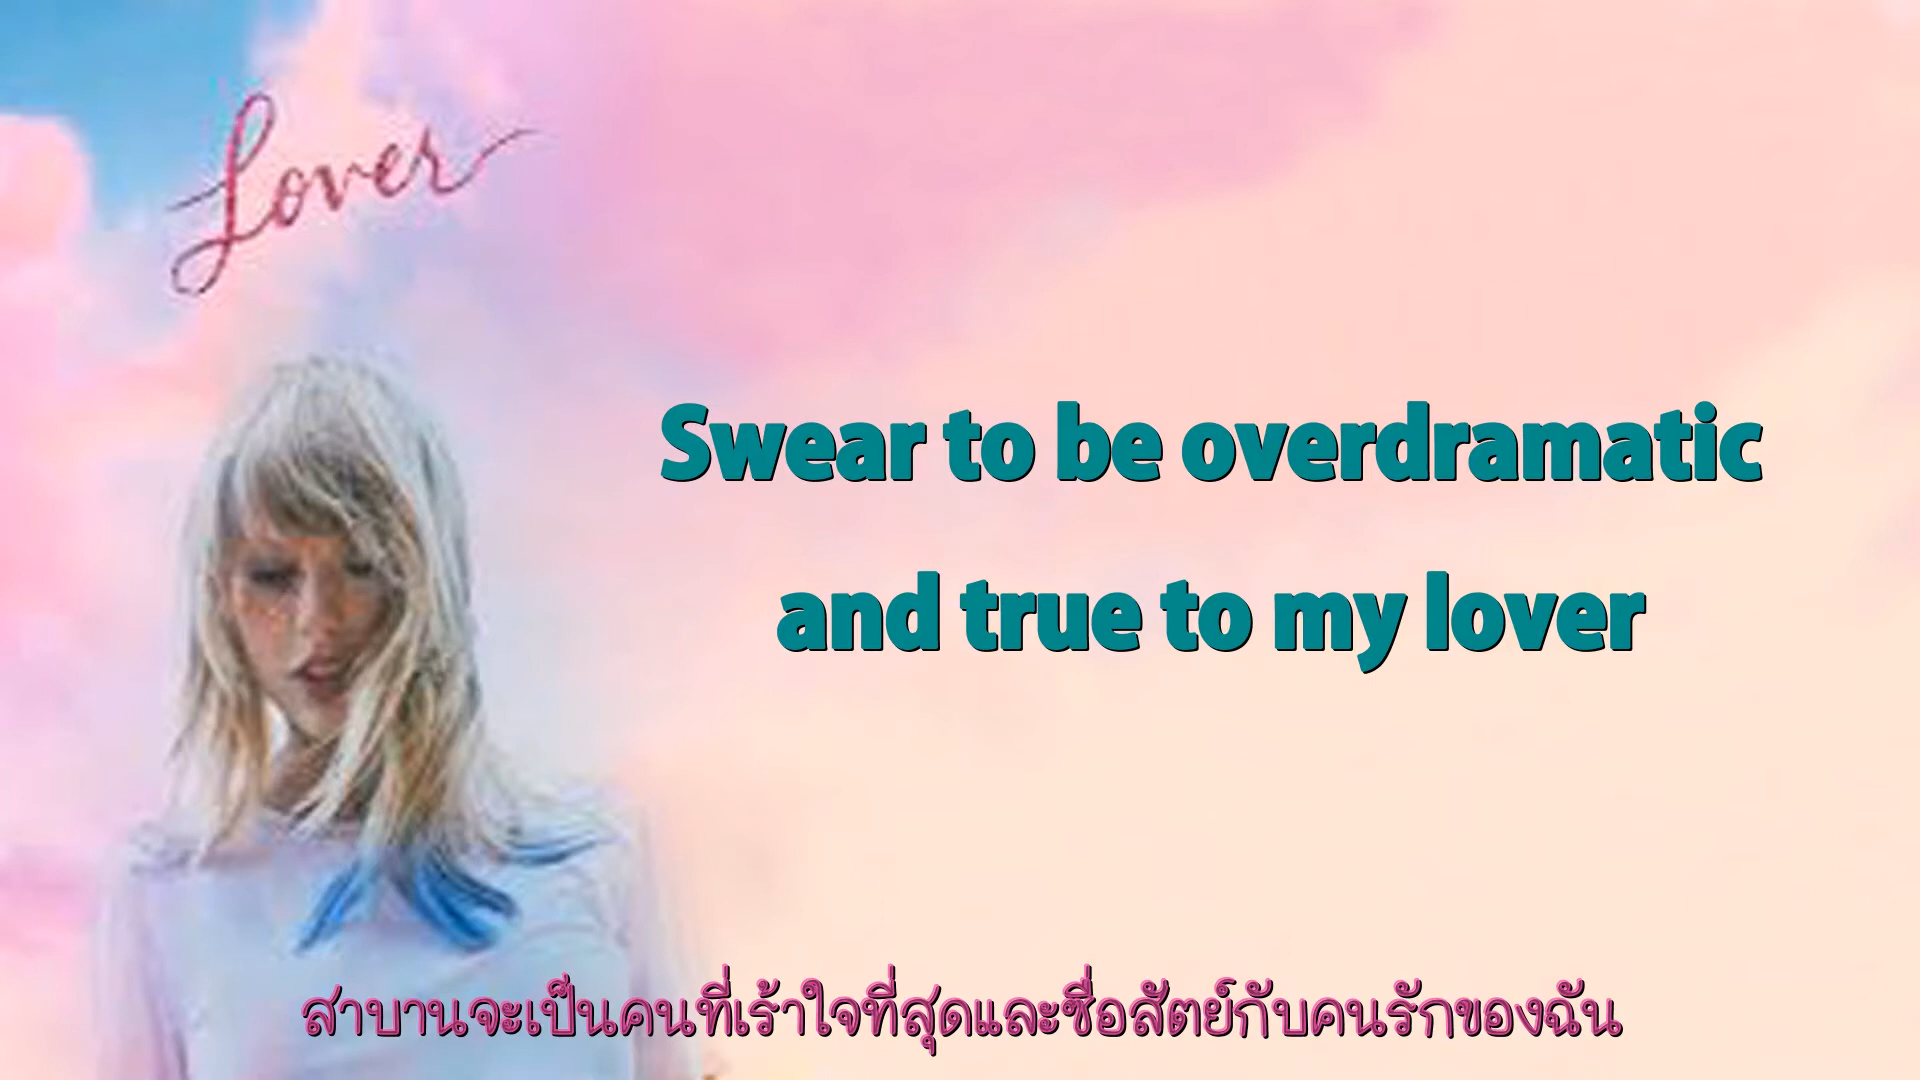 Lover
Swear to be overdramatic
and true to my lover
สาบานจะเป็นคนที่เร้าใจที่สุดและซื่อสัตย์กับคนรักของฉัน